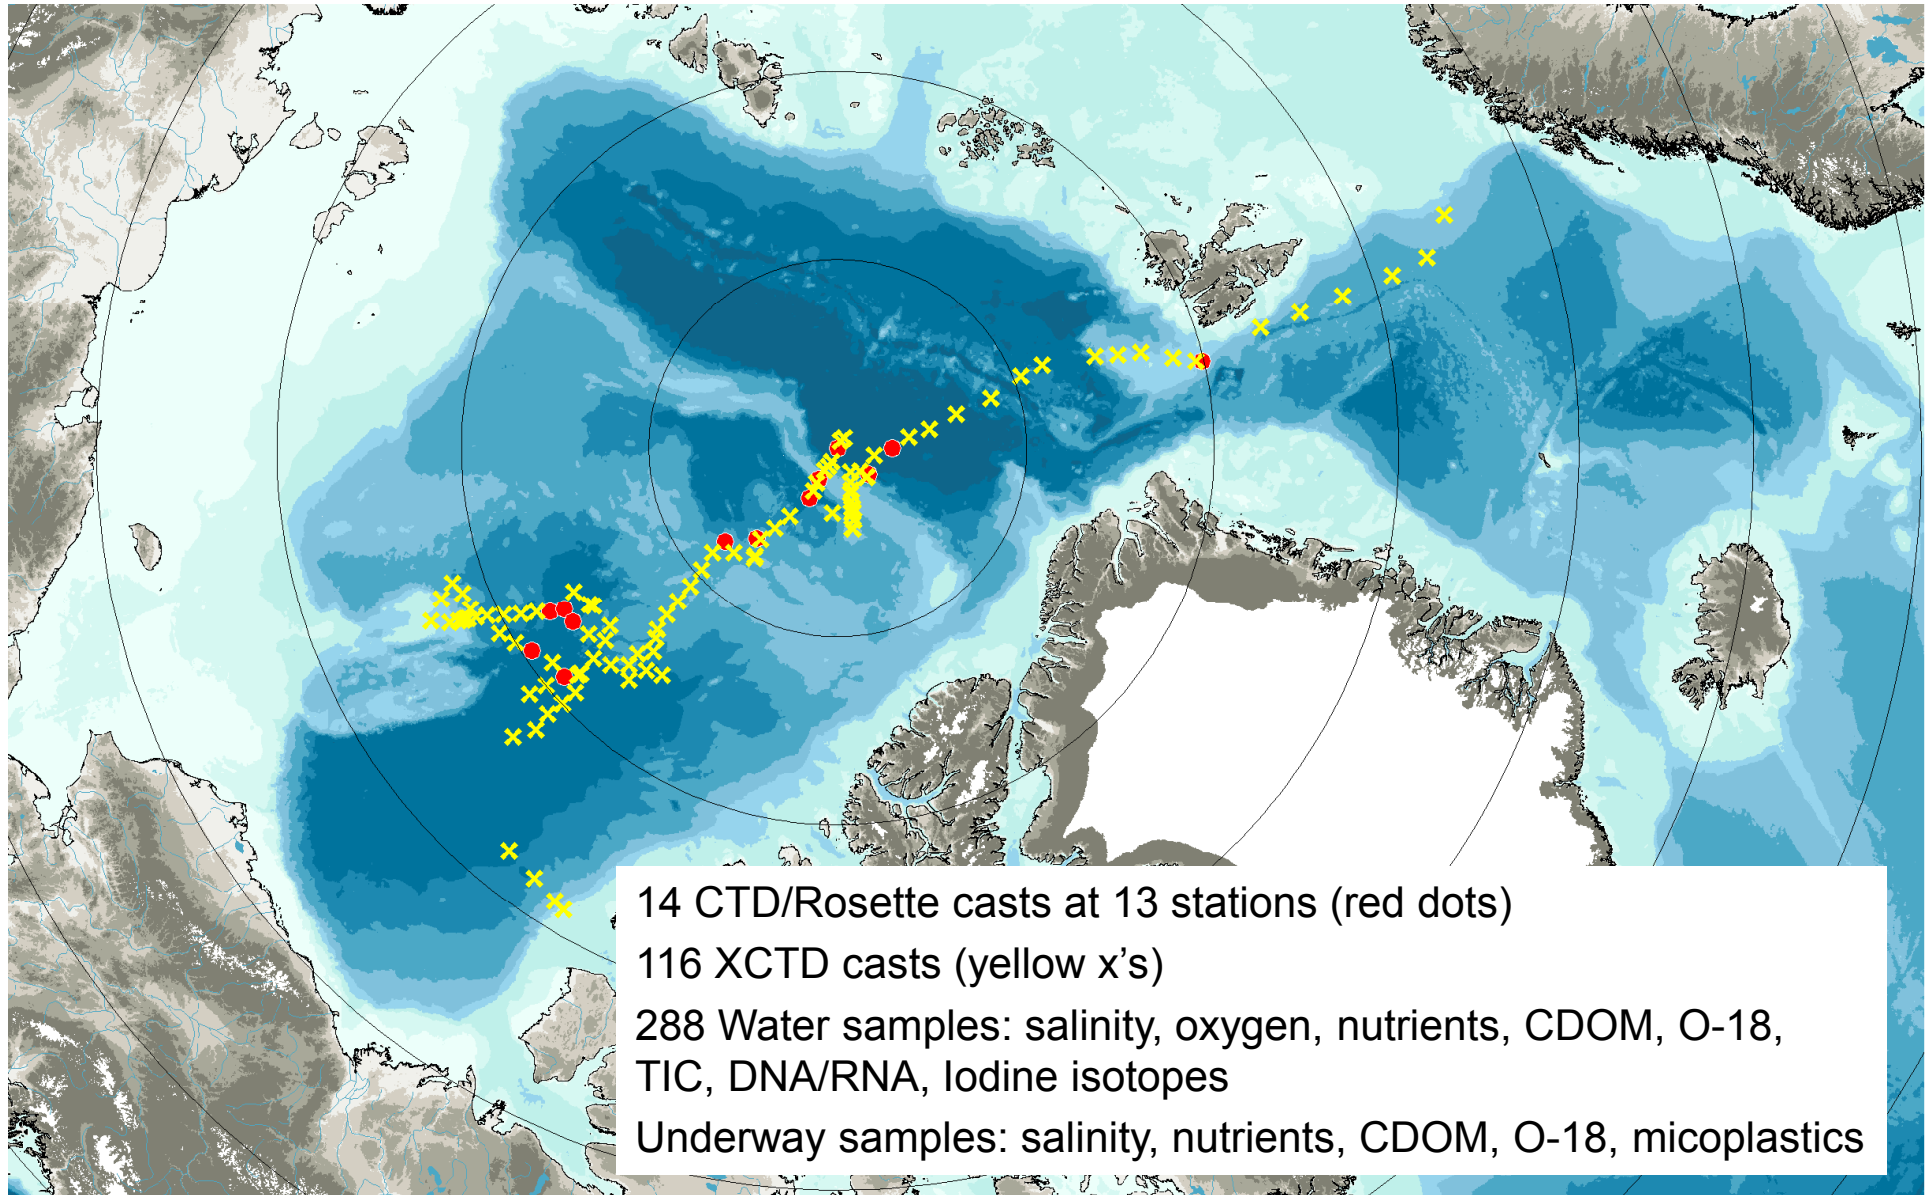 14 CTD/Rosette casts at 13 stations (red dots)
116 XCTD casts (yellow x's)
288 Water samples: salinity, oxygen, nutrients, CDOM, O-18,
TIC, DNA/RNA, Iodine isotopes
Underway samples: salinity, nutrients, CDOM, O-18, micoplastics